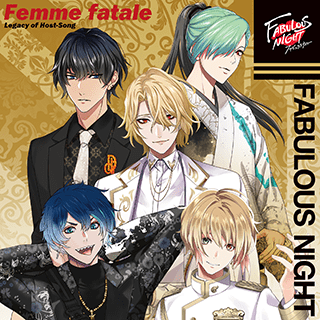 Femme fatale
Legacy of Host-Song
FABULOUS
NIGHT
FABULOUS NIGHT